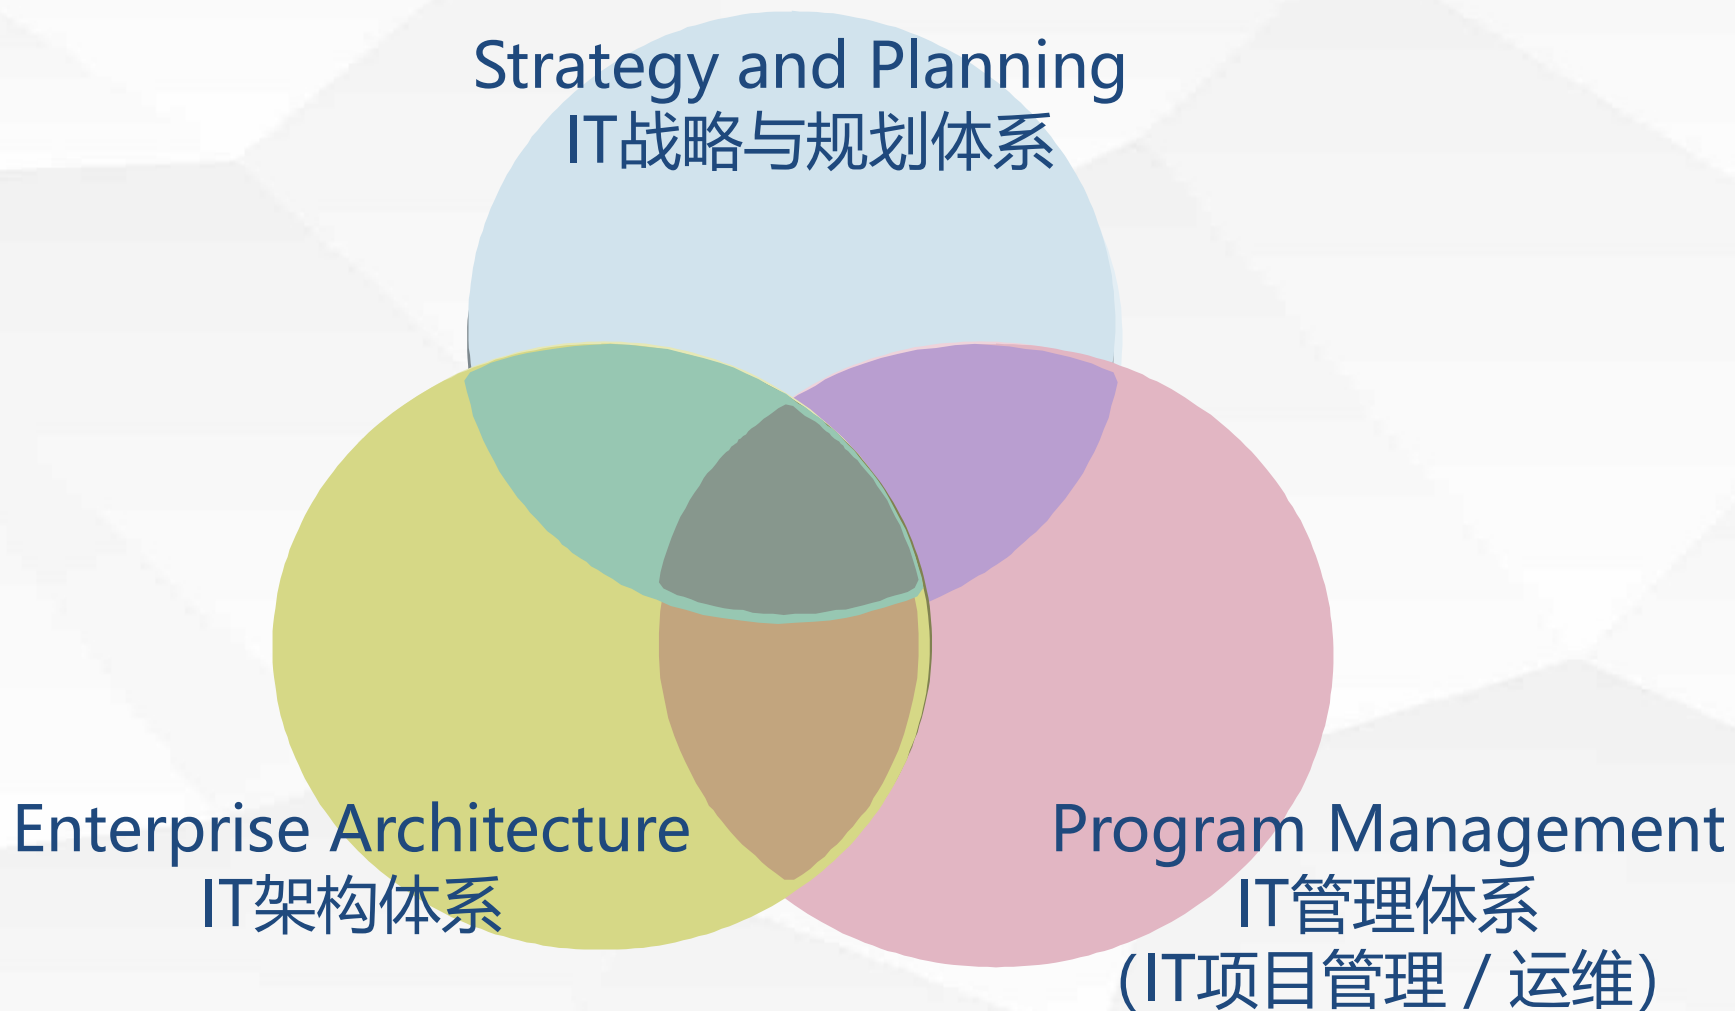 Strategy and Planning
IT战略与规划体系
Enterprise Architecture
IT架构体系
Program Management
IT管理体系
（IT项目管理 / 运维）